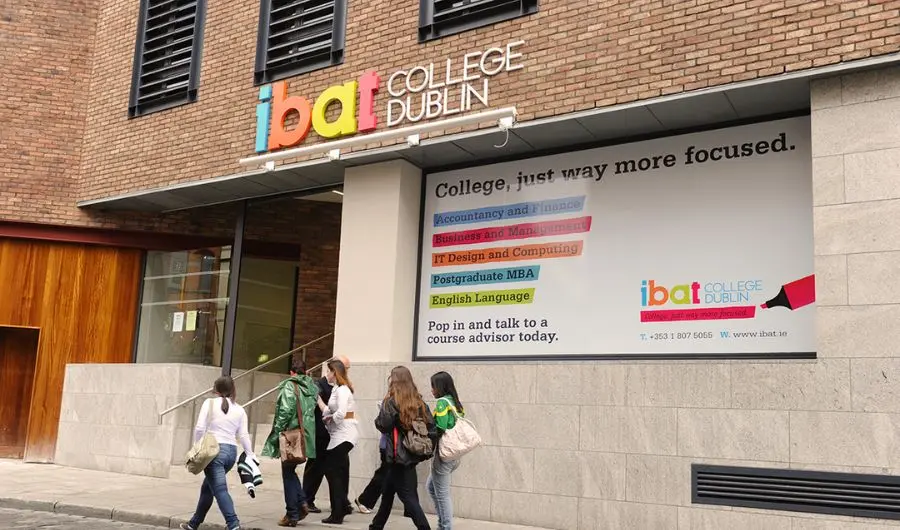 ibat COLLEGE
DUBLIN
College, just way more focused.
Accountancy and Finance
Business and Management
IT Design and Computing
Postgraduate MBA
English Language
Pop in and talk to a
course advisor today.
ibat COLLEGE
DUBLIN
College, just way more focused.
T. +353 1 807 5055 W. www.ibat.ie